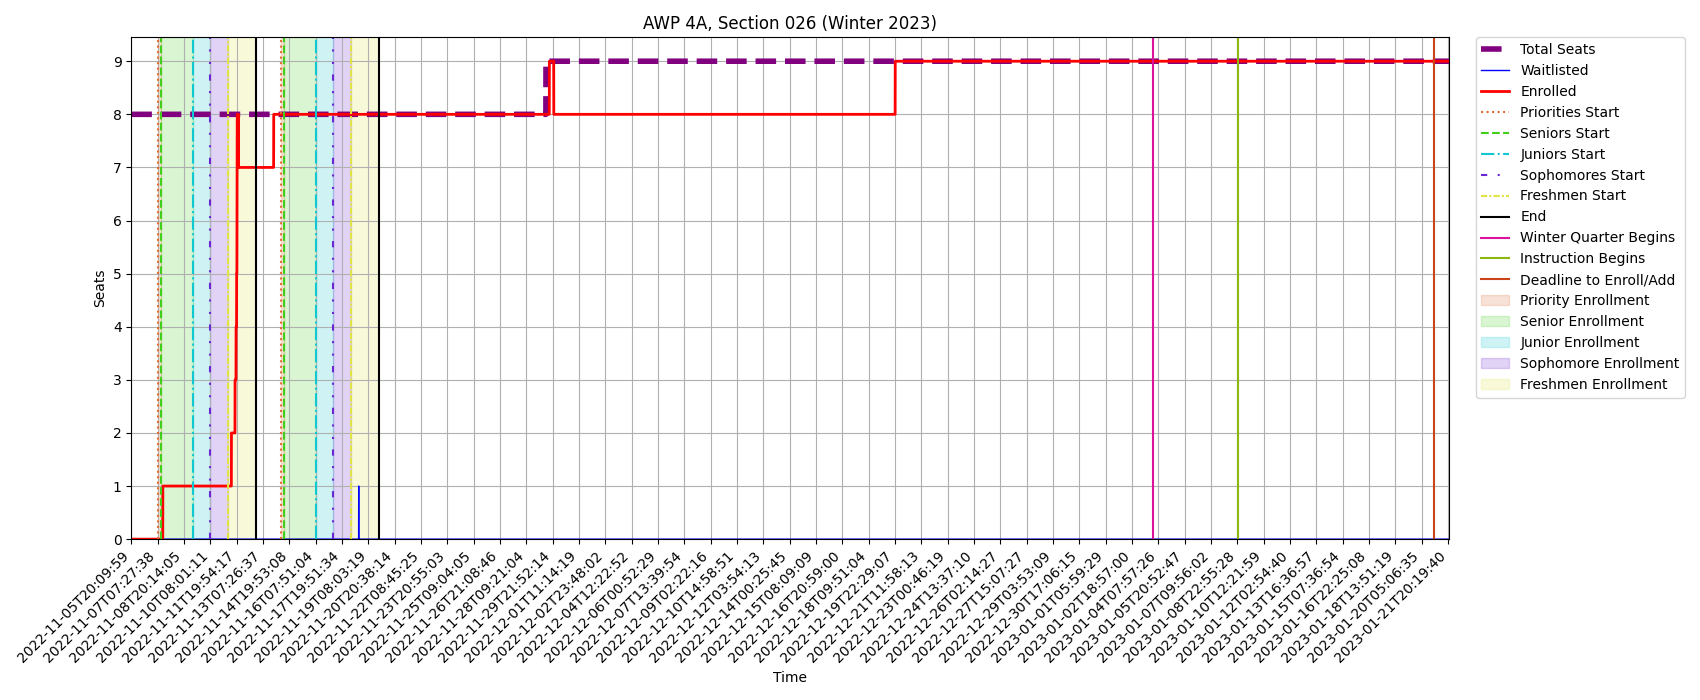 AWP 4A, Section 026 (Winter 2023)
Seats
9
8
7
6
5
4
3
2
1
0
2022-11-05T20:09:59
2022-11-07T07:27:38
2022-11-08T20:14:05
2022-11-10T08:01:11
2022-11-11T19:54:17
2022-11-13T07:26:37
2022-11-14T19:53:08
2022-11-16T07:51:04
2022-11-17T19:51:34
2022-11-19T08:03:19
2022-11-20T20:38:14
2022-11-22T08:45:25
2022-11-23T20:55:03
2022-11-25T09:04:05
2022-11-26T21:08:46
2022-11-28T09:21:04
2022-11-29T21:52:14
2022-12-01T11:14:19
2022-12-02T23:48:02
2022-12-04T12:22:52
2022-12-06T00:52:29
2022-12-07T13:39:54
2022-12-09T02:22:16
2022-12-10T14:58:51
2022-12-12T03:54:13
2022-12-14T00:25:45
2022-12-15T08:09:09
2022-12-16T20:59:00
2022-12-18T09:51:04
2022-12-19T22:29:07
2022-12-21T11:58:13
2022-12-23T00:46:19
2022-12-24T13:37:10
2022-12-26T02:14:27
2022-12-27T15:07:27
2022-12-29T03:53:09
2022-12-30T17:06:15
2023-01-01T05:59:29
2023-01-02T18:57:00
2023-01-04T07:57:26
2023-01-05T20:52:47
2023-01-07T09:56:02
2023-01-08T22:55:28
2023-01-10T12:21:59
2023-01-12T02:54:40
2023-01-13T16:36:57
2023-01-15T07:36:54
2023-01-16T22:25:08
2023-01-18T13:51:19
2023-01-20T05:06:35
2023-01-21T20:19:40
Time
Total Seats
Waitlisted
Enrolled
Priorities Start
Seniors Start
Juniors Start
Sophomores Start
Freshmen Start
End
Winter Quarter Begins
Instruction Begins
Deadline to Enroll/Add
Priority Enrollment
Senior Enrollment
Junior Enrollment
Sophomore Enrollment
Freshmen Enrollment